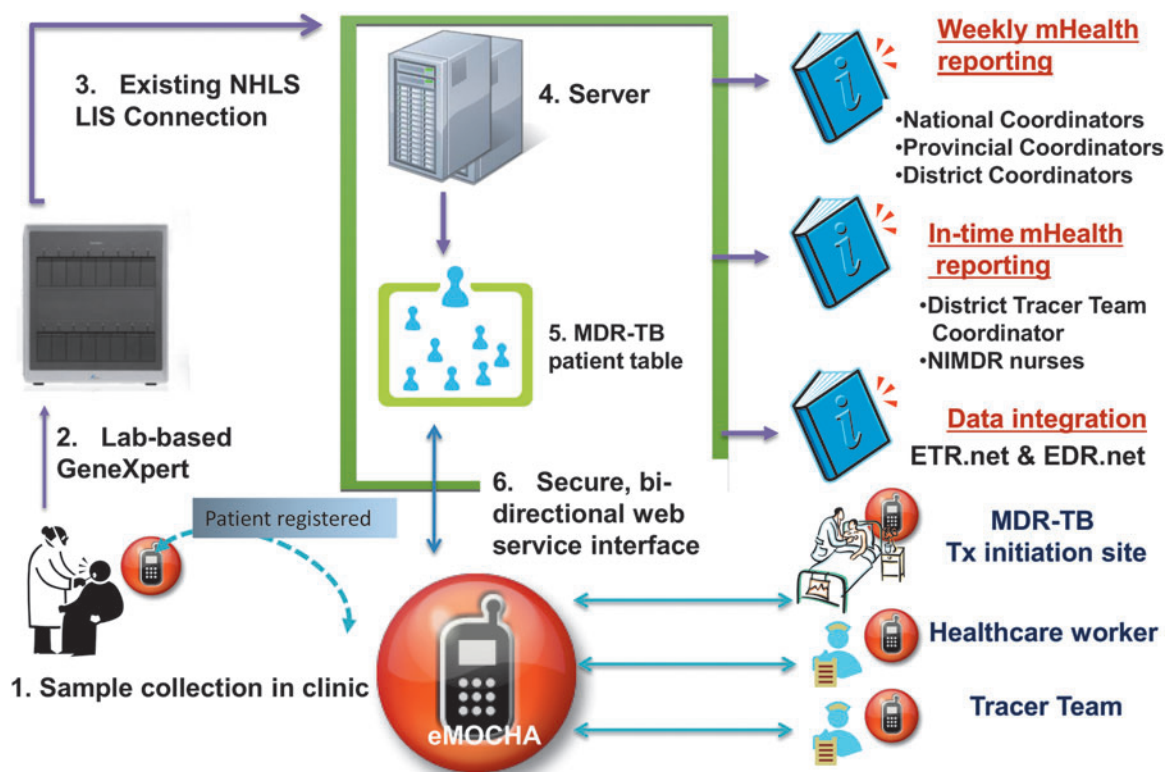 3. Existing NHLS
LIS Connection
4. Server
5. MDR-TB
patient table
2. Lab-based
GeneXpert
Patient registered
6. Secure, bi-
directional web
service interface
1. Sample collection in clinic
eMOCHA
Weekly mHealth
reporting
•National Coordinators
•Provincial Coordinators
•District Coordinators
In-time mHealth
reporting
•District Tracer Team
Coordinator
•NIMDR nurses
Data integration
ETR.net & EDR.net
MDR-TB
Tx initiation site
Healthcare worker
Tracer Team